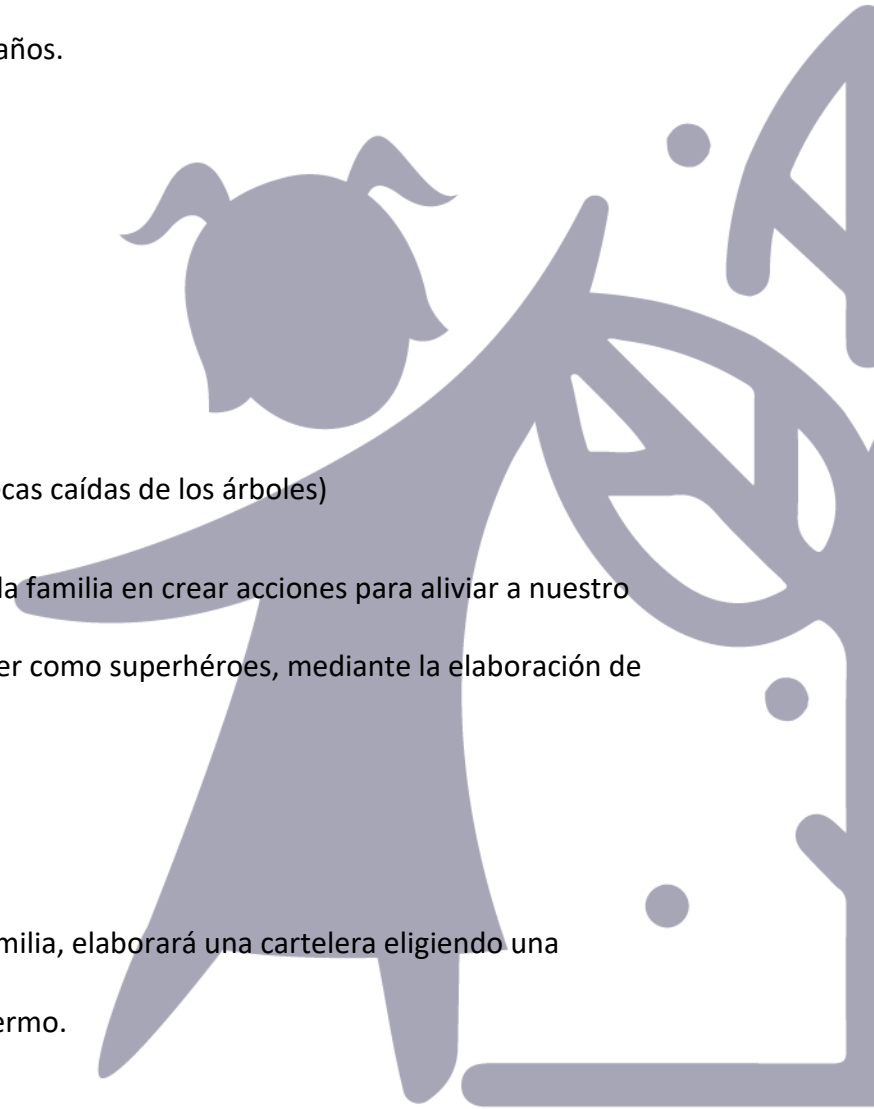 años.
cas caídas de los árboles)
la familia en crear acciones para aliviar a nuestro
er como superhéroes, mediante la elaboración de
milia, elaborará una cartelera eligiendo una
ermo.